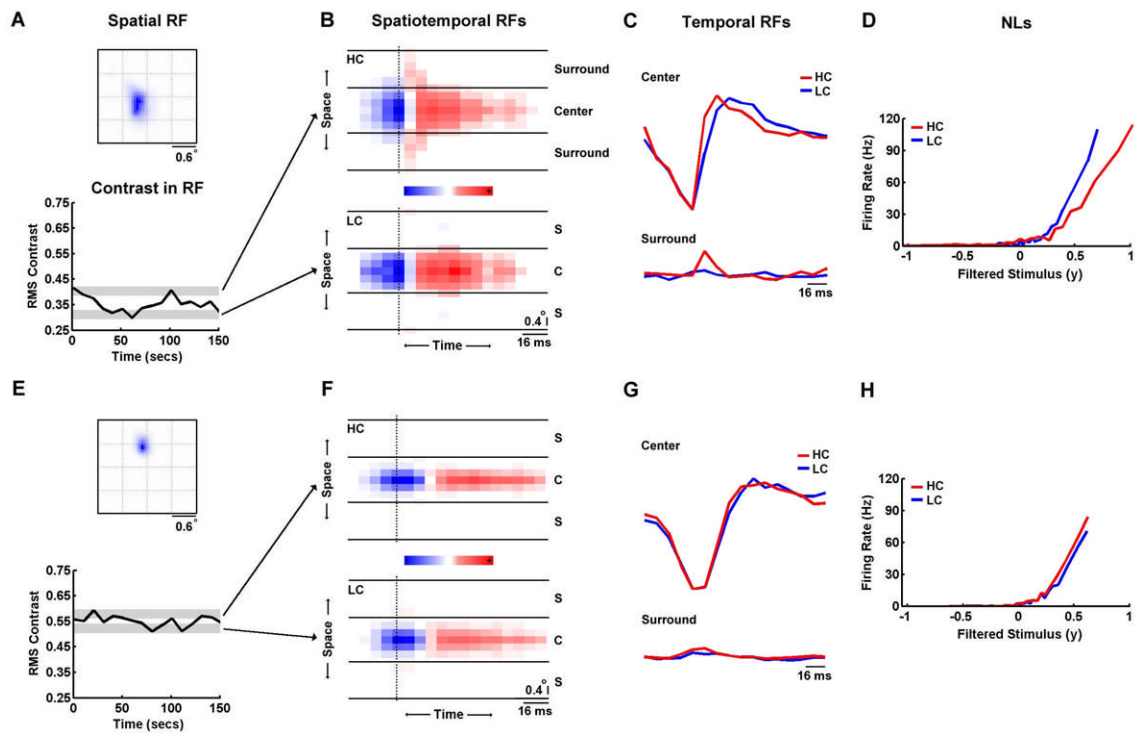 A
Spatial RF
0.6°
Contrast in RF
0.75
0.65
0.55
0.45
0.35
0.25
RMS Contrast
0
50
100
150
Time (secs)
B
Spatiotemporal RFs
HC
Surround
Center
Surround
Space
- +
LC
S
C
S
Space
0.4°
16 ms
Time
C
Temporal RFs
Center
HC
LC
Surround
16 ms
D
NLs
HC
LC
120
90
60
30
0
Firing Rate (Hz)
-1
-0.5
0
0.5
1
Filtered Stimulus (y)
E
0.6°
0.75
0.65
0.55
0.45
0.35
0.25
RMS Contrast
0
50
100
150
Time (secs)
F
HC
S
C
S
Space
- +
LC
S
C
S
Space
0.4°
16 ms
Time
G
Center
HC
LC
Surround
16 ms
H
HC
LC
120
90
60
30
0
Firing Rate (Hz)
-1
-0.5
0
0.5
1
Filtered Stimulus (y)